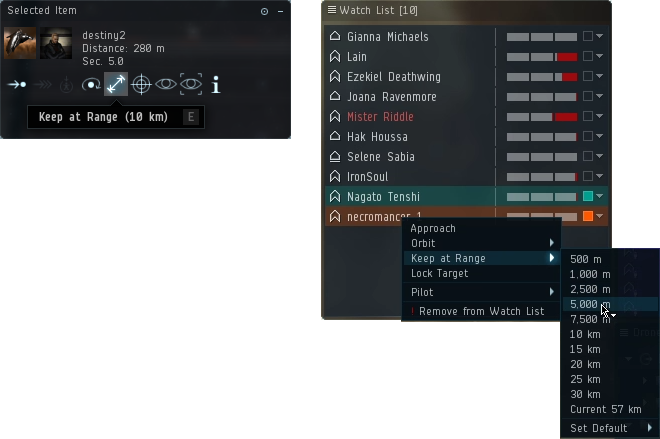 Selected Item
destiny2
Distance: 280 m
Sec. 5.0
Keep at Range (10 km) E
Watch List [10]
Gianna Michaels
Lain
Ezekiel Deathwing
Joana Ravenmore
Mister Riddle
Hak Houssa
Selene Sabia
IronSoul
Nagato Tenshi
necromancer 1
Approach
Orbit
Keep at Range
Lock Target
Pilot
Remove from Watch List
500 m
1,000 m
2,500 m
5,000 m
7,500 m
10 km
15 km
20 km
25 km
30 km
Current 57 km
Set Default